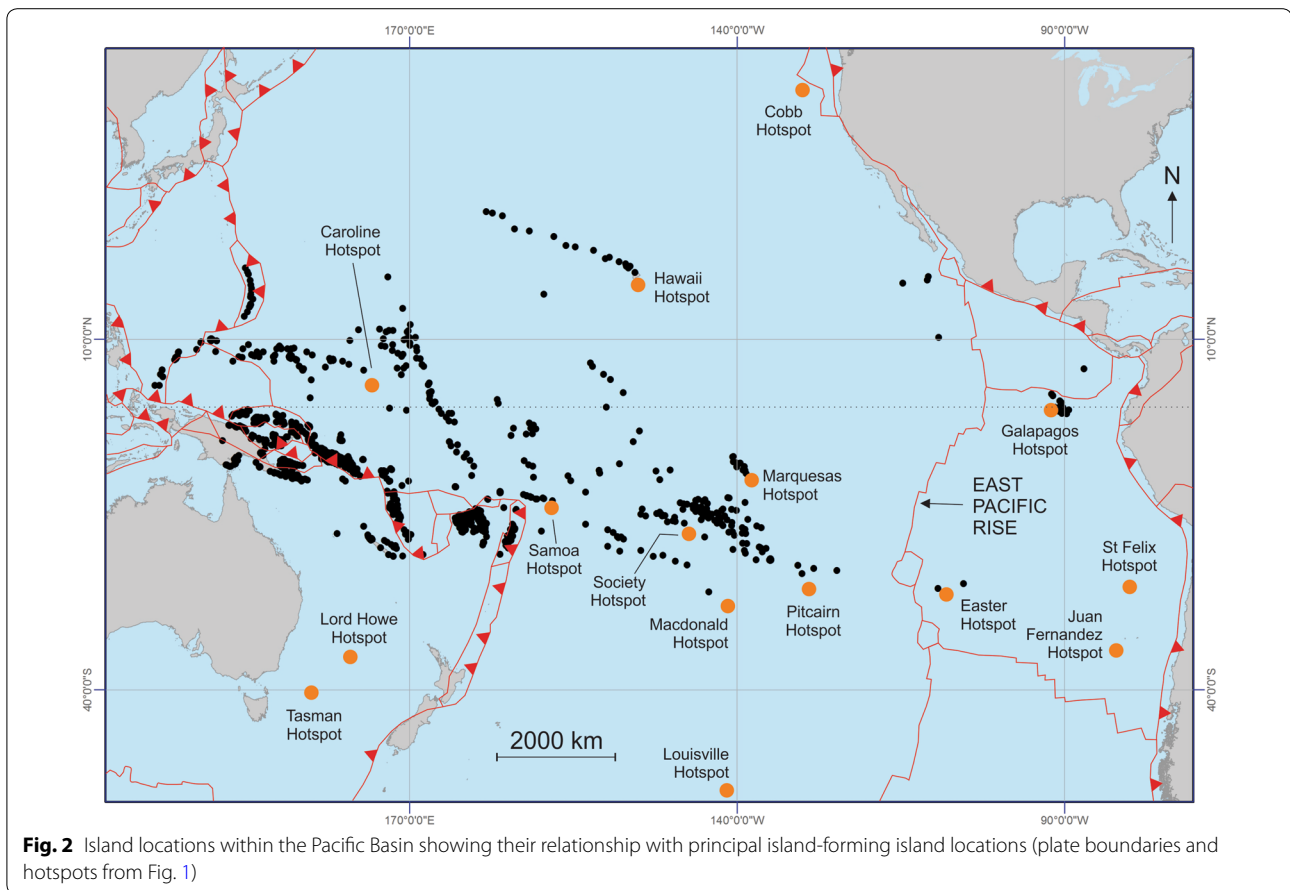 170°0'0"E
140°0'0"W
90°0'0"W
Cobb
Hotspot
N
Caroline
Hotspot
Hawaii
Hotspot
10°0'0"N
10°0'0"N
Galapagos
Hotspot
Marquesas
Hotspot
EAST
PACIFIC
RISE
Samoa
Hotspot
Society
Hotspot
St Felix
Hotspot
Macdonald
Hotspot
Pitcairn
Hotspot
Easter
Hotspot
Juan
Fernandez
Hotspot
Lord Howe
Hotspot
40°0'0"S
40°0'0"S
Tasman
Hotspot
2000 km
Louisville
Hotspot
170°0'0"E
140°0'0"W
90°0'0"W
Fig. 2 Island locations within the Pacific Basin showing their relationship with principal island-forming island locations (plate boundaries and
hotspots from Fig. 1)